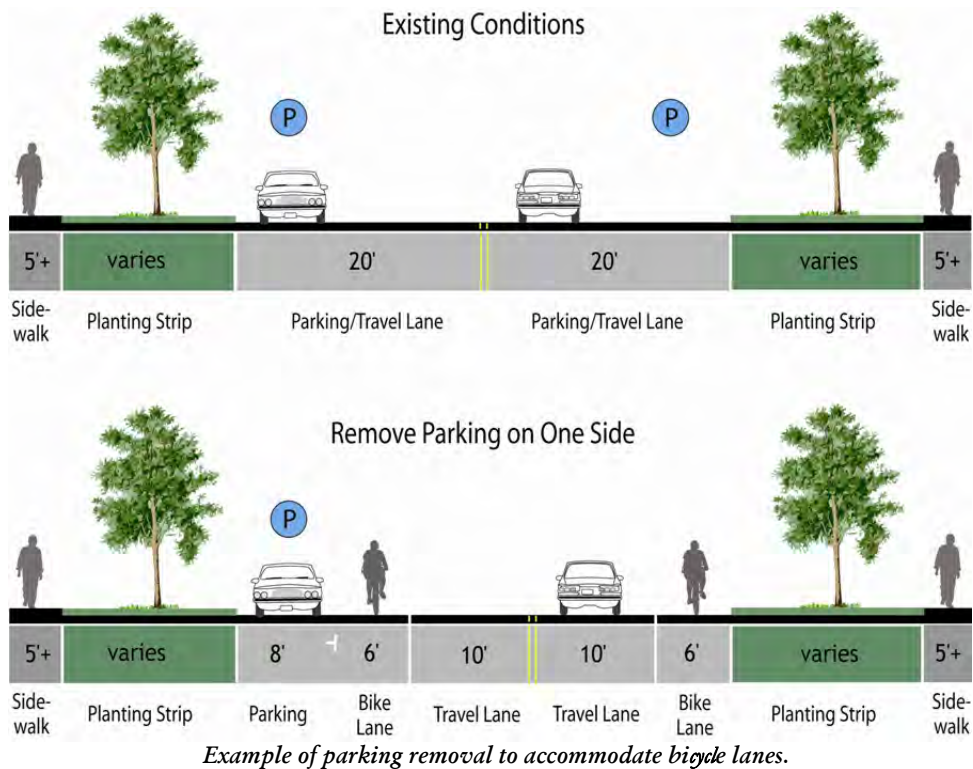 Existing Conditions
P P
5'+ varies 20' 20' varies 5'+
Side-
walk
Planting Strip Parking/Travel Lane Parking/Travel Lane Planting Strip
Side-
walk
Remove Parking on One Side
P
5'+ varies 8' 6' 10' 10' 6' varies 5'+
Side-
walk
Planting Strip Parking
Bike
Lane
Travel Lane Travel Lane
Bike
Lane
Planting Strip
Side-
walk
Example of parking removal to accommodate bicycle lanes.